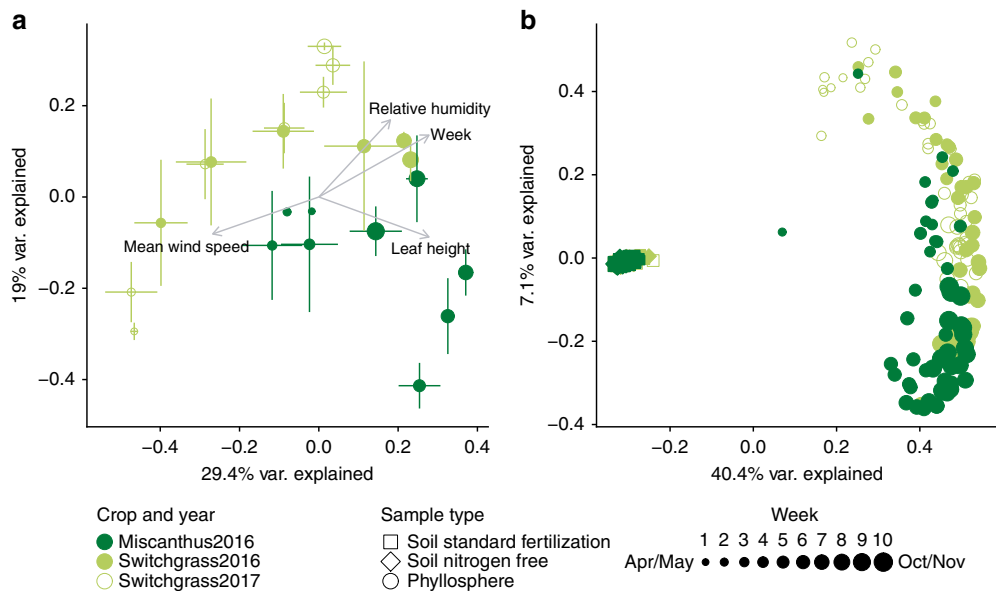 a
19% var. explained
0.2
0.0
−0.2
−0.4
Relative humidity
Week
Mean wind speed
Leaf height
−0.4 −0.2 0.0 0.2 0.4
29.4% var. explained
b
7.1% var. explained
0.4
0.2
0.0
−0.2
−0.4
−0.2 0.0 0.2 0.4
40.4% var. explained
Crop and year
Miscanthus2016
Switchgrass2016
Switchgrass2017
Sample type
Soil standard fertilization
Soil nitrogen free
Phyllosphere
Week
1 2 3 4 5 6 7 8 9 10
Apr/May Oct/Nov